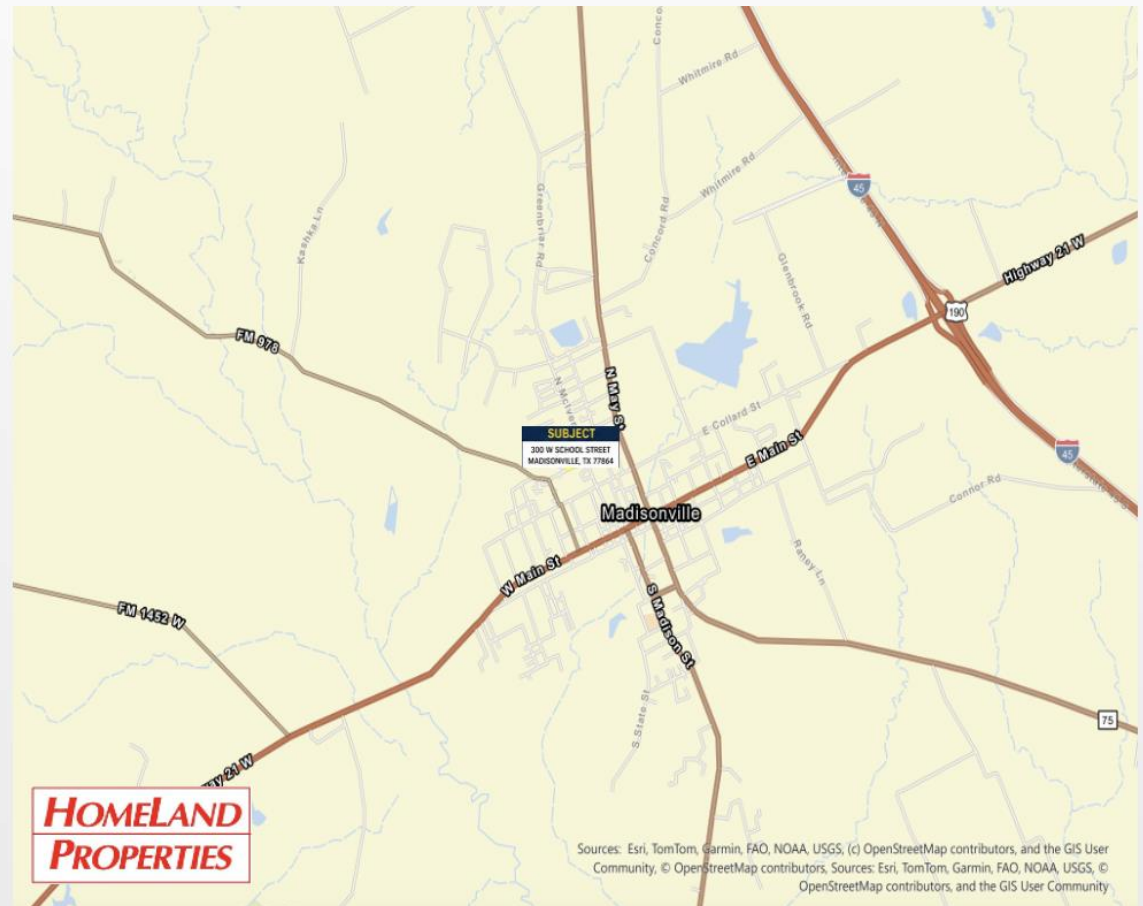 Concord
Whitmire Rd
Whitmire Rd
Concord Rd
Greenbriar Rd
Kashka Ln
45
Highway 21 W
190
Glenbrook Rd
FM 978
N May St
N McIver
E Collard St
SUBJECT
300 W SCHOOL STREET
MADISONVILLE, TX 77864
E Main St
45
Connor Rd
Madisonville
Raney Ln
W Main St
FM 1452 W
S Madison St
S State St
75
21 W
HOMELAND
PROPERTIES
Sources: Esri, TomTom, Garmin, FAO, NOAA, USGS, (c) OpenStreetMap contributors, and the GIS User
Community, © OpenStreetMap contributors, Sources: Esri, TomTom, Garmin, FAO, NOAA, USGS, ©
OpenStreetMap contributors, and the GIS User Community